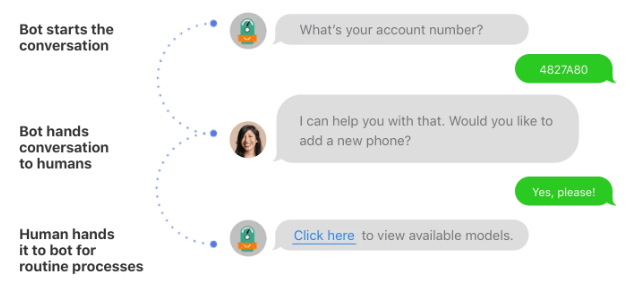 Bot starts the
conversation
What's your account number?
4827A80
Bot hands
conversation
to humans
I can help you with that. Would you like to
add a new phone?
Yes, please!
Human hands
it to bot for
routine processes
Click here to view available models.